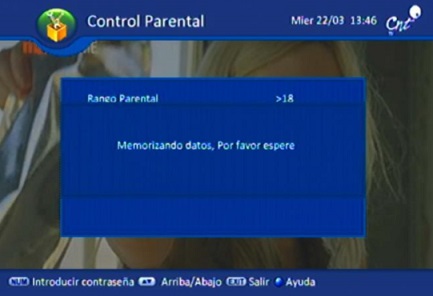 Control Parental
Mier 22/03 13:46
Cnt
Rango Parental >18
Memorizando datos, Por favor espere
Introducir contraseña Arriba/Abajo Salir Ayuda